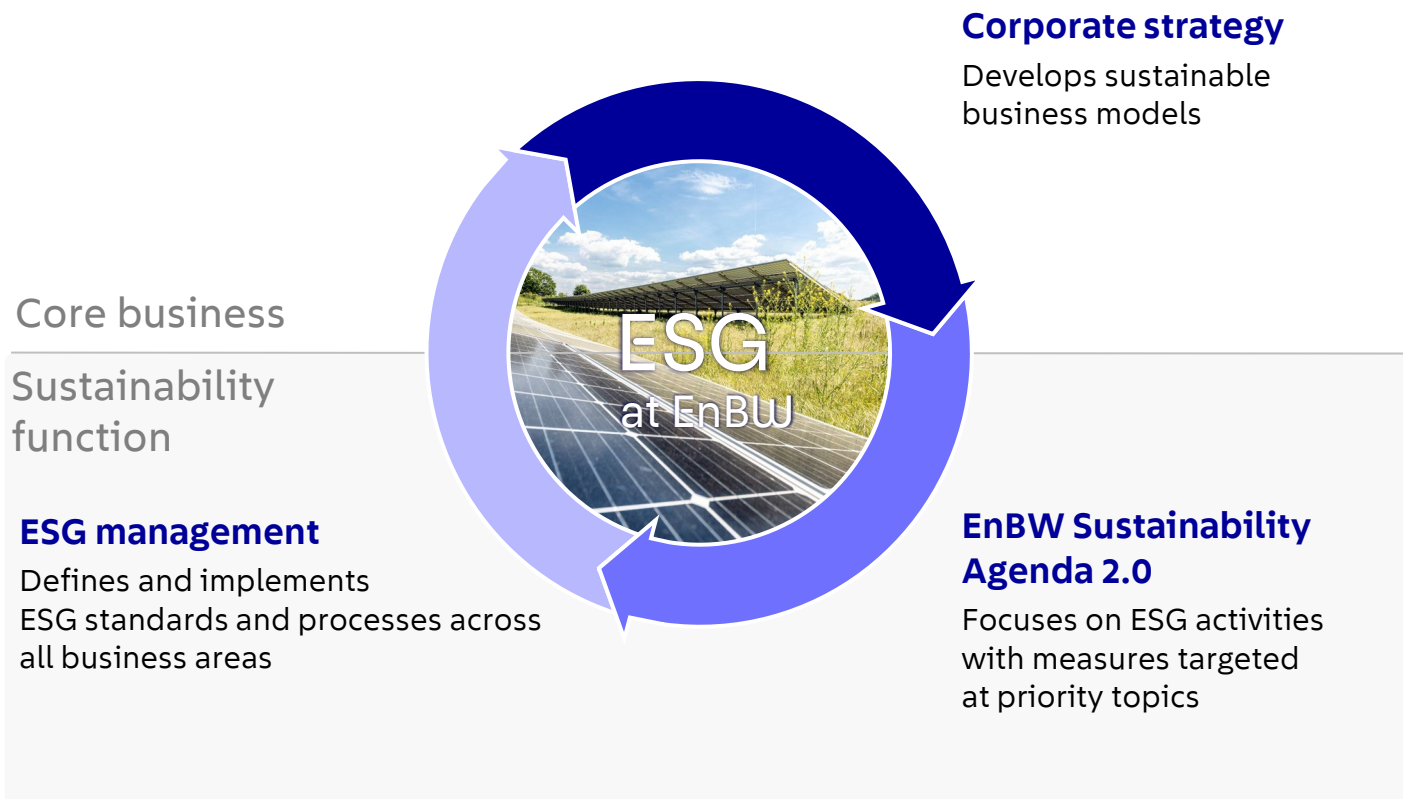 Corporate strategy
Develops sustainable
business models
Core business
Sustainability
function
ESG
at EnBW
ESG management
Defines and implements
ESG standards and processes across
all business areas
EnBW Sustainability
Agenda 2.0
Focuses on ESG activities
with measures targeted
at priority topics